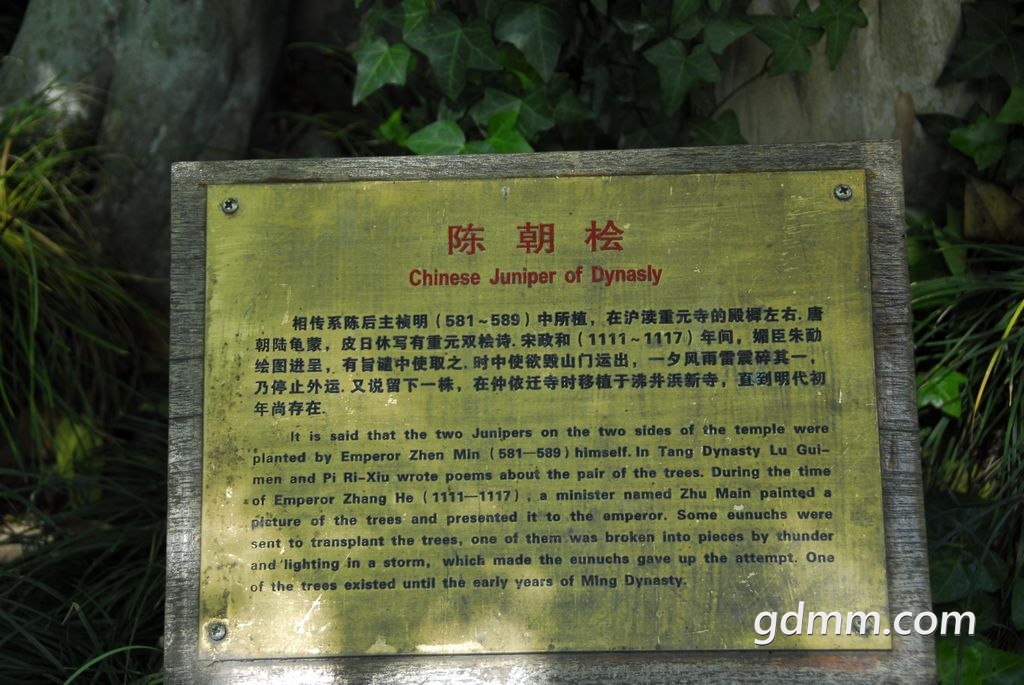 陈朝桧
Chinese Juniper of Dynasly
相传系陈后主祯明(581~589)中所植，在沪渎重元寺的殿墀左右.唐
朝陆龟蒙，皮日休写有重元双桧诗.宋政和(1111~1117)年间，媚臣朱勔
绘图进呈，有旨谴中使取之.时中使欲毁山门运出，一夕风雨雷震碎其一，
乃停止外运.又说留下一株，在仲依迁寺时移植于沸井浜新寺，直到明代初
年尚存在.
It is said that the two Junipers on the two sides of the temple were
planted by Emperor Zhen Min (581—589) himself. In Tang Dynasty Lu Gui-
men and Pi Ri-Xiu wrote poems about the pair of the trees. During the time
of Emperor Zhang He (1111—1117), a minister named Zhu Main painted a
picture of the trees and presented it to the emperor. Some eunuchs were
sent to transplant the trees, one of them was broken into pieces by thunder
and lighting in a storm, which made the eunuchs gave up the attempt. One
of the trees existed until the early years of Ming Dynasty.
gdmm.com